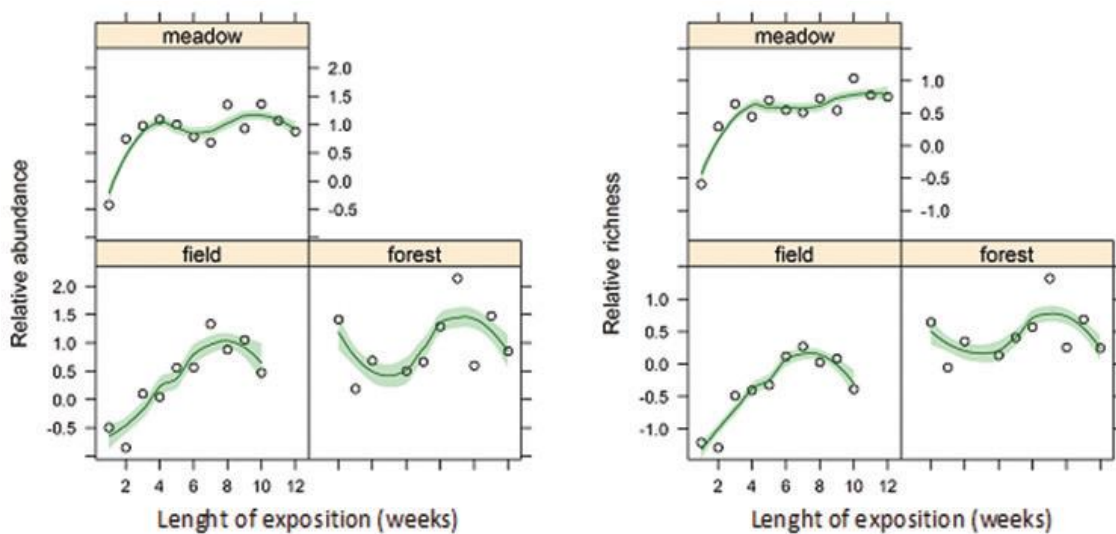 meadow
2.0
1.5
1.0
0.5
0.0
-0.5
Relative abundance
field
forest
2.0
1.5
1.0
0.5
0.0
-0.5
2 4 6 8 10 12
Lenght of exposition (weeks)
meadow
1.0
0.5
0.0
-0.5
-1.0
Relative richness
field
forest
1.0
0.5
0.0
-0.5
-1.0
2 4 6 8 10 12
Lenght of exposition (weeks)